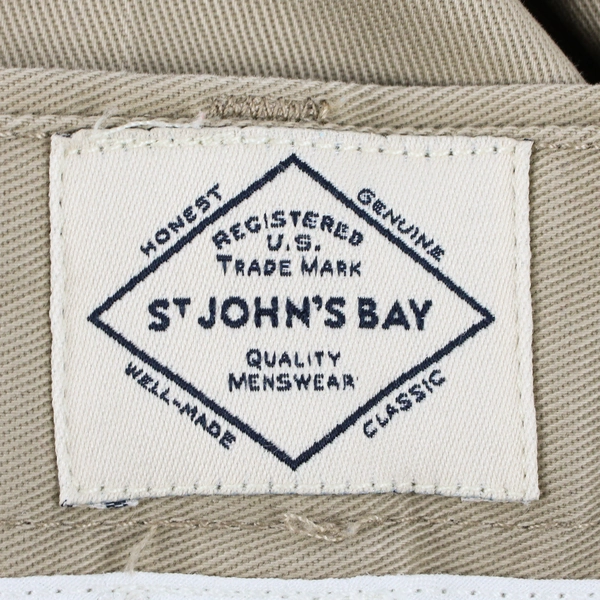 HONEST
GENUINE
REGISTERED
U.S.
TRADE MARK
ST JOHN'S BAY
QUALITY
MENSWEAR
WELL-MADE
CLASSIC